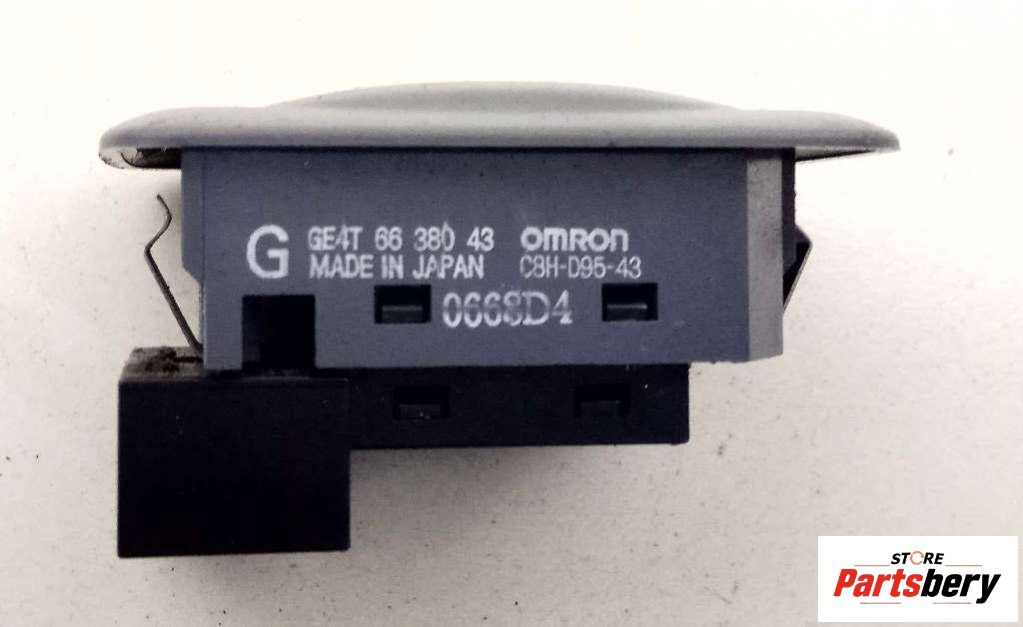 G GE4T 66 380 43 omron
MADE IN JAPAN C8H-D95-43
0668D4
STORE
Partsbery